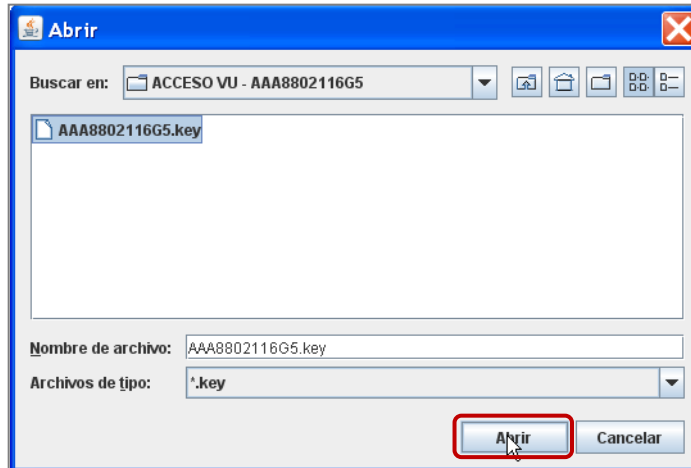 Abrir
Buscar en: ACCESO VU - AAA8802116G5
AAA8802116G5.key
Nombre de archivo: AAA8802116G5.key
Archivos de tipo: *.key
Abrir Cancelar